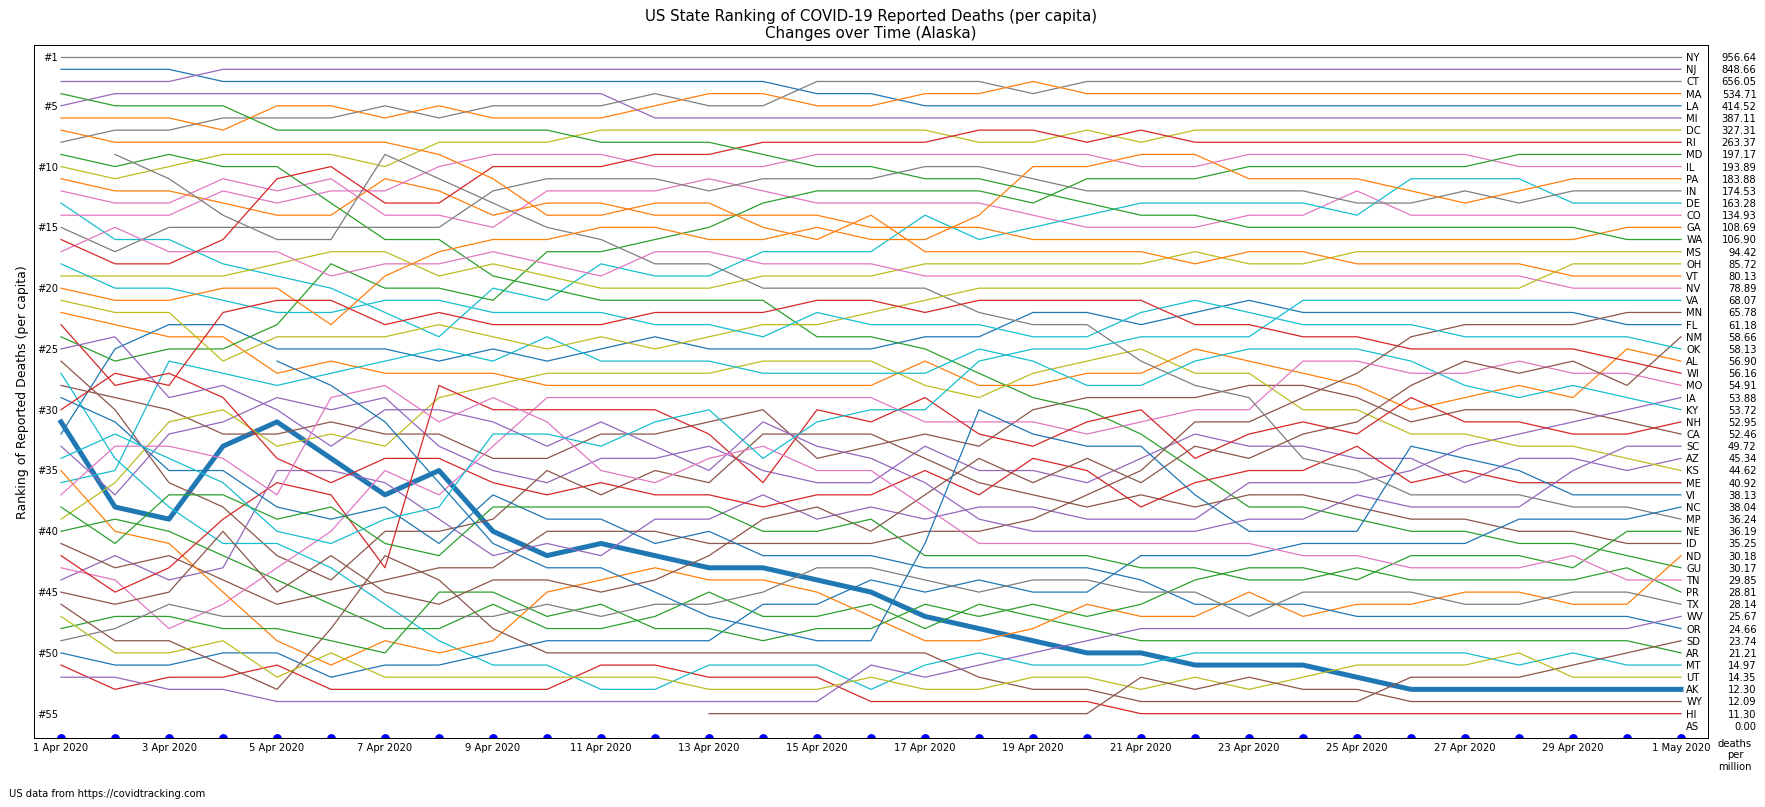 US State Ranking of COVID-19 Reported Deaths (per capita)
Changes over Time (Alaska)
Ranking of Reported Deaths (per capita)
#1
#5
#10
#15
#20
#25
#30
#35
#40
#45
#50
#55
NY 956.64
NJ 848.66
CT 656.05
MA 534.71
LA 414.52
MI 387.11
DC 327.31
RI 263.37
MD 197.17
IL 193.89
PA 183.88
IN 174.53
DE 163.28
CO 134.93
GA 108.69
WA 106.90
MS 94.42
OH 85.72
VT 80.13
NV 78.89
VA 68.07
MN 65.78
FL 61.18
NM 58.66
OK 58.13
AL 56.90
WI 56.16
MO 54.91
IA 53.88
KY 53.72
NH 52.95
CA 52.46
SC 49.72
AZ 45.34
KS 44.62
ME 40.92
VI 38.13
NC 38.04
MP 36.24
NE 36.19
ID 35.25
ND 30.18
GU 30.17
TN 29.85
PR 28.81
TX 28.14
WV 25.67
OR 24.66
SD 23.74
AR 21.21
MT 14.97
UT 14.35
AK 12.30
WY 12.09
HI 11.30
AS 0.00
1 Apr 2020 3 Apr 2020 5 Apr 2020 7 Apr 2020 9 Apr 2020 11 Apr 2020 13 Apr 2020 15 Apr 2020 17 Apr 2020 19 Apr 2020 21 Apr 2020 23 Apr 2020 25 Apr 2020 27 Apr 2020 29 Apr 2020 1 May 2020
deaths
per
million
US data from https://covidtracking.com